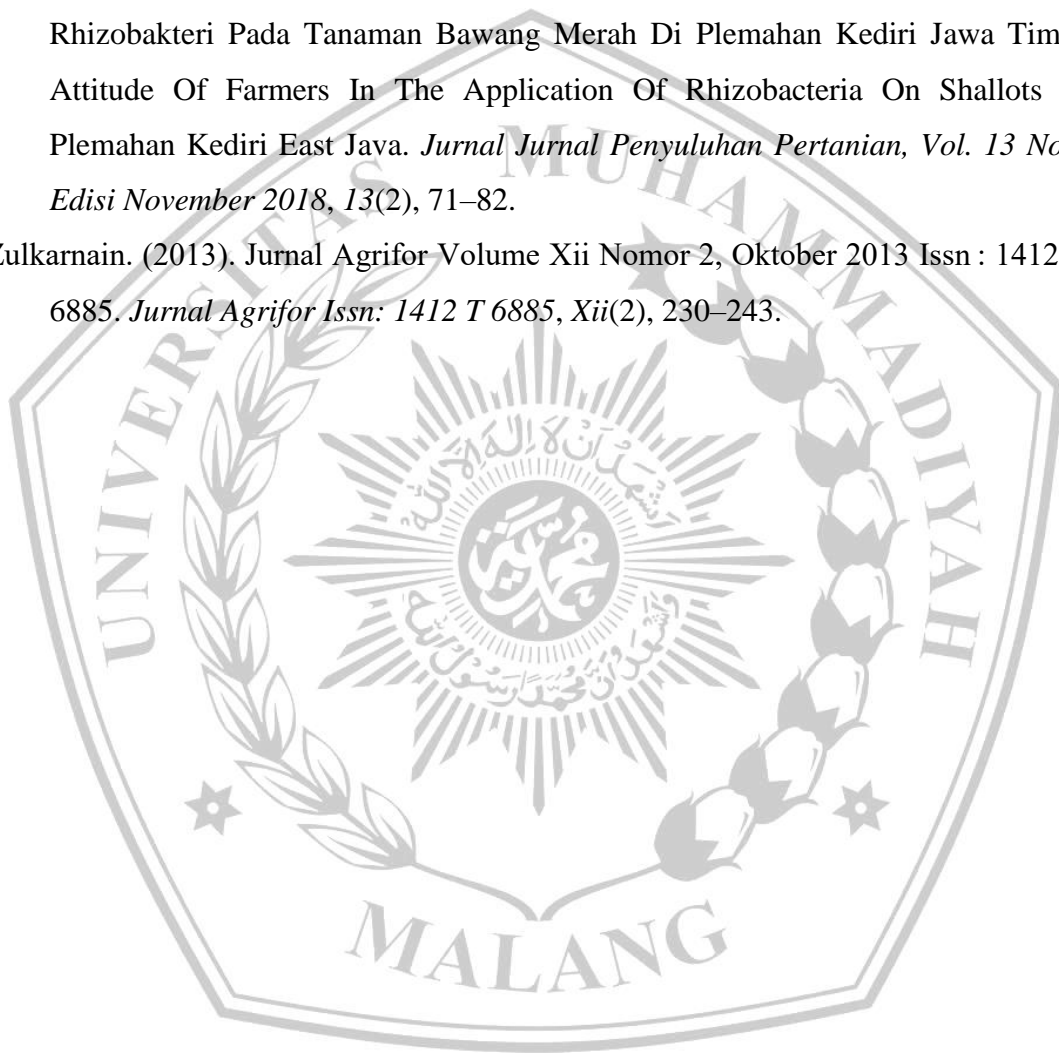 Rhizobakteri Pada Tanaman Bawang Merah Di Plemahan Kediri Jawa Tim
Attitude Of Farmers In The Application Of Rhizobacteria On Shallots
Plemahan Kediri East Java. Jurnal Jurnal Penyuluhan Pertanian, Vol. 13 No
Edisi November 2018, 13(2), 71–82.
Zulkarnain. (2013). Jurnal Agrifor Volume Xii Nomor 2, Oktober 2013 Issn : 1412
6885. Jurnal Agrifor Issn: 1412 T 6885, Xii(2), 230–243.
UNIVERSITAS MUHAMMADIYAH
MALANG